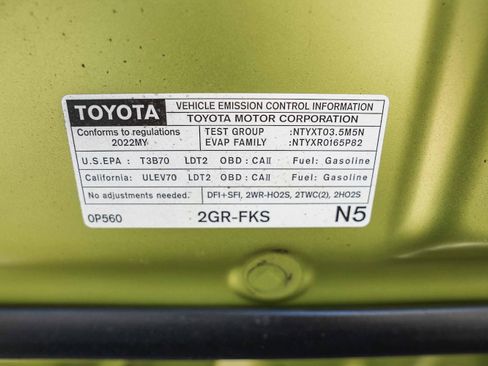 TOYOTA
VEHICLE EMISSION CONTROL INFORMATION
TOYOTA MOTOR CORPORATION
Conforms to regulations
2022MY
TEST GROUP :NTYXT03.5M5N
EVAP FAMILY :NTYXR0165P82
U.S.EPA : T3B70 LDT2 OBD : CAII Fuel: Gasoline
California: ULEV70 LDT2 OBD : CAII Fuel: Gasoline
No adjustments needed.
DFI+SFI, 2WR-HO2S, 2TWC(2), 2HO2S
0P560 2GR-FKS N5